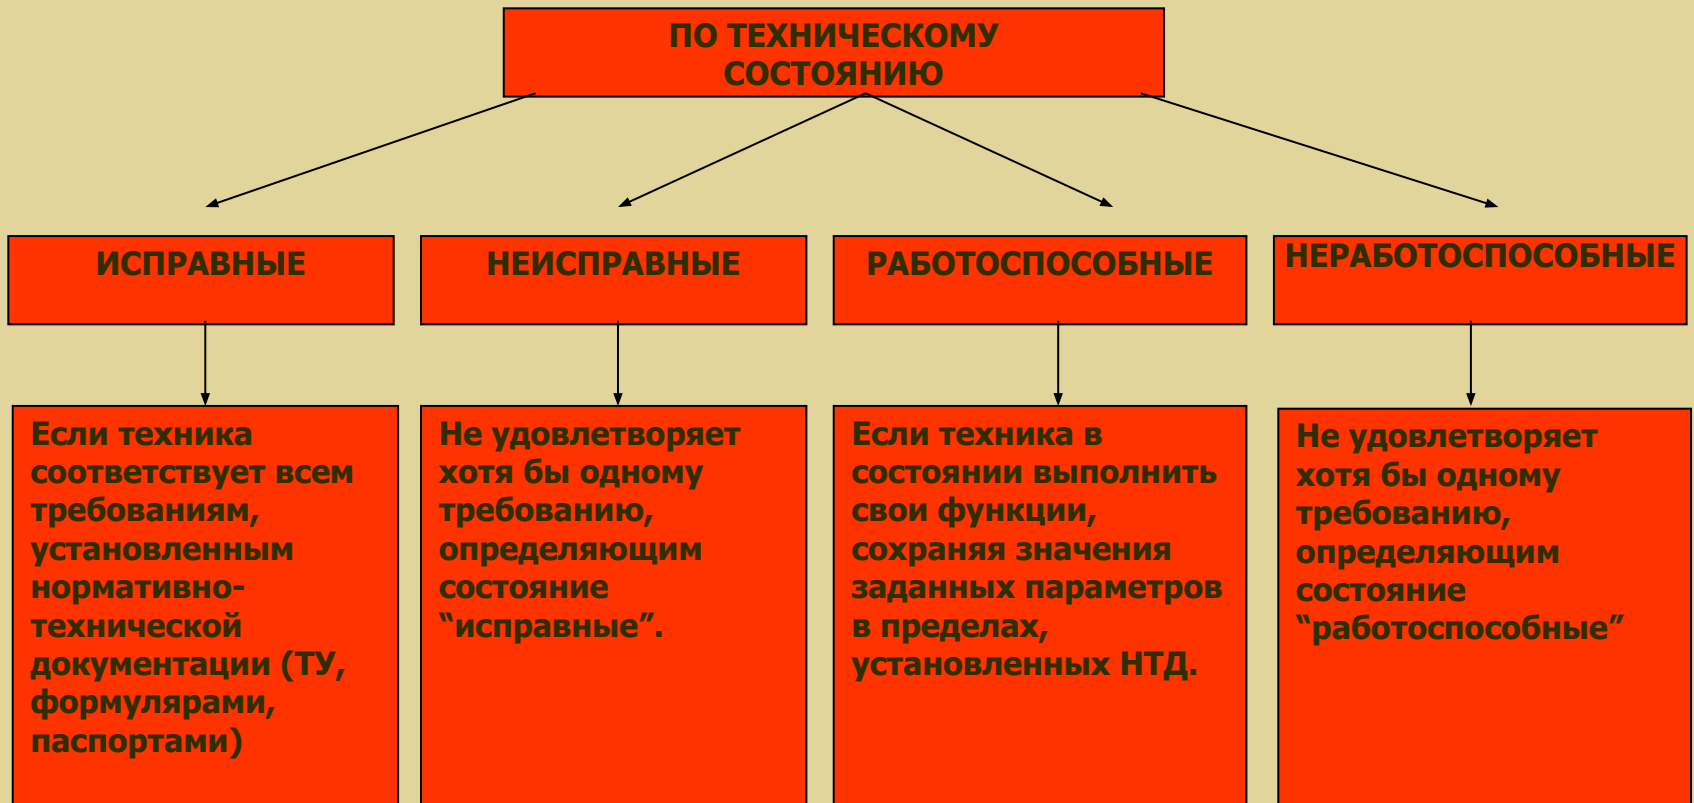 ПО ТЕХНИЧЕСКОМУ
СОСТОЯНИЮ
ИСПРАВНЫЕ
НЕИСПРАВНЫЕ
РАБОТОСПОСОБНЫЕ
НЕРАБОТОСПОСОБНЫЕ
Если техника
соответствует всем
требованиям,
установленным
нормативно-
технической
документации (ТУ,
формулярами,
паспортами)
Не удовлетворяет
хотя бы одному
требованию,
определяющим
состояние
“исправные”.
Если техника в
состоянии выполнить
свои функции,
сохраняя значения
заданных параметров
в пределах,
установленных НТД.
Не удовлетворяет
хотя бы одному
требованию,
определяющим
состояние
“работоспособные”